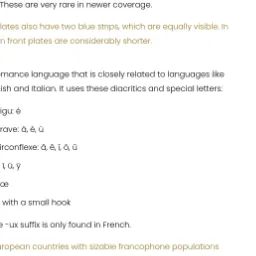 These are very rare in newer coverage.
lates also have two blue strips, which are equally visible. In
n front plates are considerably shorter.
omance language that is closely related to languages like
ish and Italian. It uses these diacritics and special letters:
igu: é
rave: à, è, ù
irconflexe: â, ê, î, ô, û
ï, ü, ÿ
œ
with a small hook
e -ux suffix is only found in French.
uropean countries with sizable francophone populations